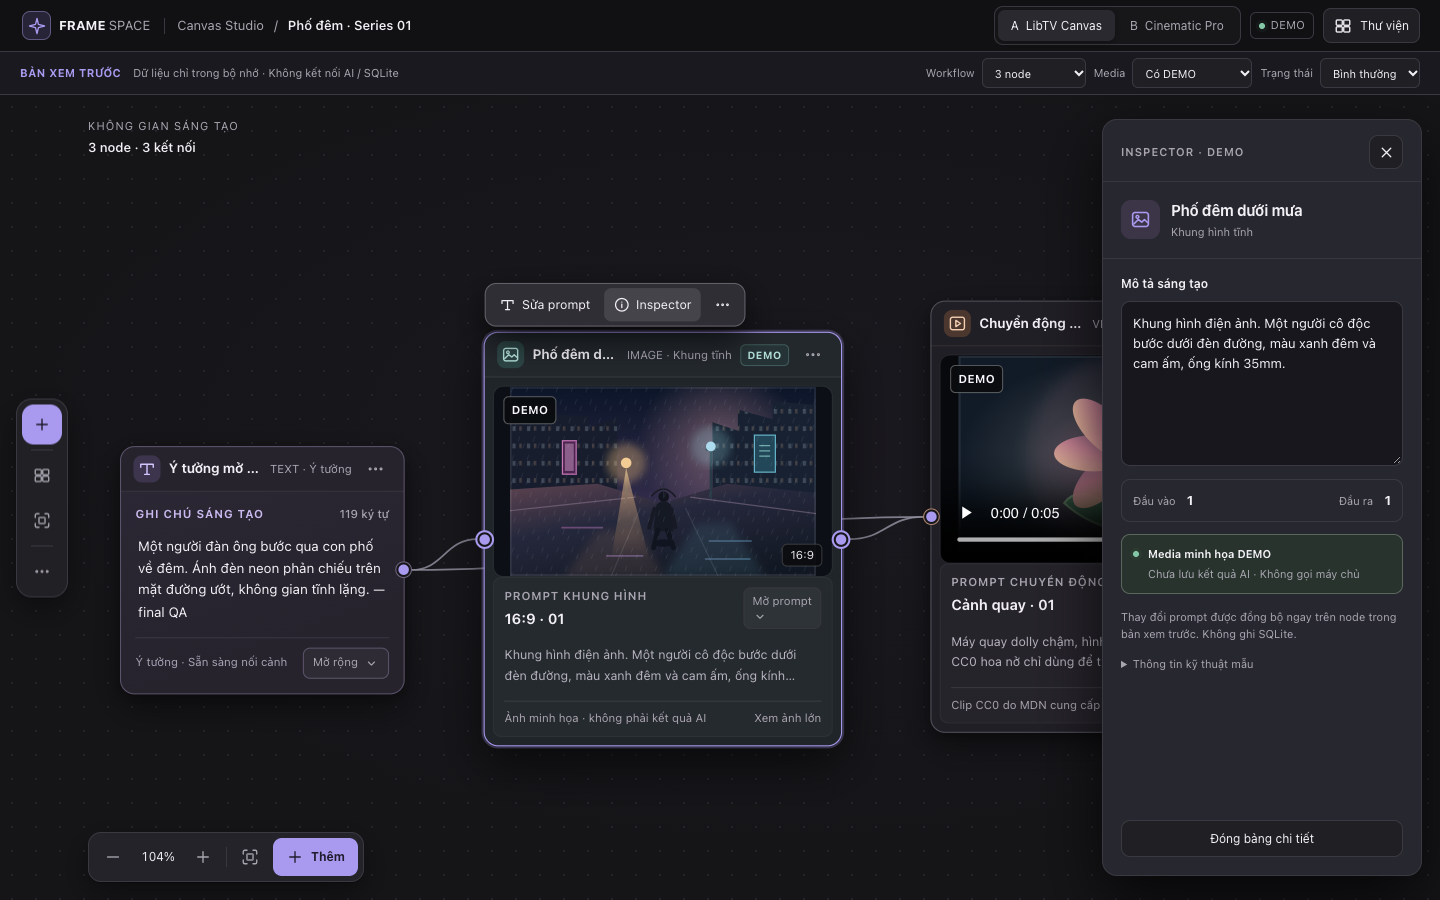 FRAME SPACE
Canvas Studio / Phố đêm · Series 01
A LibTV Canvas
B Cinematic Pro
DEMO
Thư viện
BẢN XEM TRƯỚC
Dữ liệu chỉ trong bộ nhớ · Không kết nối AI / SQLite
Workflow
3 node
Media
Có DEMO
Trạng thái
Bình thường
KHÔNG GIAN SÁNG TẠO
3 node · 3 kết nối
Ý tưởng mở ...
TEXT · Ý tưởng
GHI CHÚ SÁNG TẠO
119 ký tự
Một người đàn ông bước qua con phố
về đêm. Ánh đèn neon phản chiếu trên
mặt đường ướt, không gian tĩnh lặng. —
final QA
Ý tưởng · Sẵn sàng nối cảnh
Mở rộng
Sửa prompt
Inspector
Phố đêm d...
IMAGE · Khung tĩnh
DEMO
DEMO
16:9
PROMPT KHUNG HÌNH
16:9 · 01
Mở prompt
Khung hình điện ảnh. Một người cô độc bước dưới
đèn đường, màu xanh đêm và cam ấm, ống kính...
Ảnh minh họa · không phải kết quả AI
Xem ảnh lớn
Chuyển động ...
DEMO
0:00 / 0:05
PROMPT CHUYỂN ĐỘNG
Cảnh quay · 01
Máy quay dolly chậm, hình
CC0 hoa nở chỉ dùng để
Clip CC0 do MDN cung cấp
INSPECTOR · DEMO
Phố đêm dưới mưa
Khung hình tĩnh
Mô tả sáng tạo
Khung hình điện ảnh. Một người cô độc
bước dưới đèn đường, màu xanh đêm và
cam ấm, ống kính 35mm.
Đầu vào 1
Đầu ra 1
Media minh họa DEMO
Chưa lưu kết quả AI · Không gọi máy chủ
Thay đổi prompt được đồng bộ ngay trên node trong
bản xem trước. Không ghi SQLite.
Thông tin kỹ thuật mẫu
Đóng bảng chi tiết
104%
Thêm